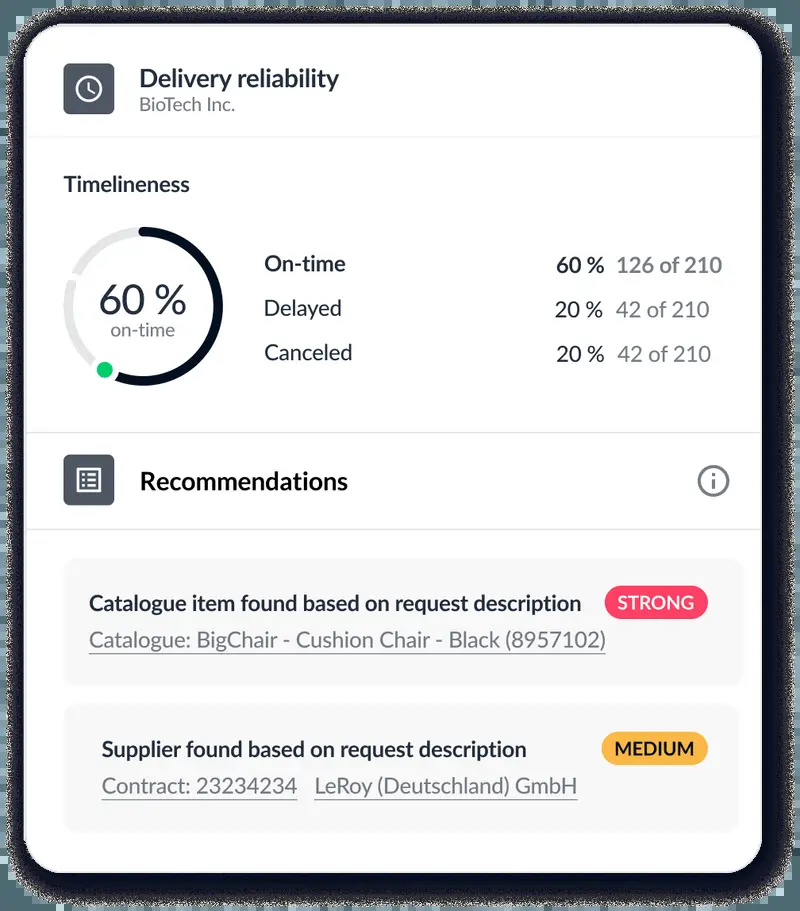 Delivery reliability
BioTech Inc.
Timelineness
60 %
on-time
On-time 60 % 126 of 210
Delayed 20 % 42 of 210
Canceled 20 % 42 of 210
Recommendations
Catalogue item found based on request description STRONG
Catalogue: BigChair - Cushion Chair - Black (8957102)
Supplier found based on request description MEDIUM
Contract: 23234234 LeRoy (Deutschland) GmbH